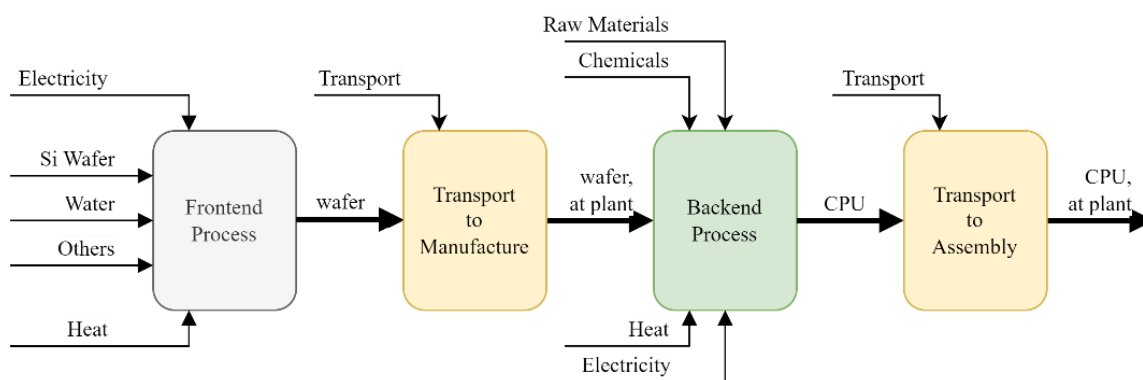 Raw Materials
Chemicals
Electricity
Transport
Transport
Si Wafer
Water
Others
Heat
Frontend
Process
wafer
Transport
to
Manufacture
wafer,
at plant
Backend
Process
Heat
Electricity
CPU
Transport
to
Assembly
CPU,
at plant